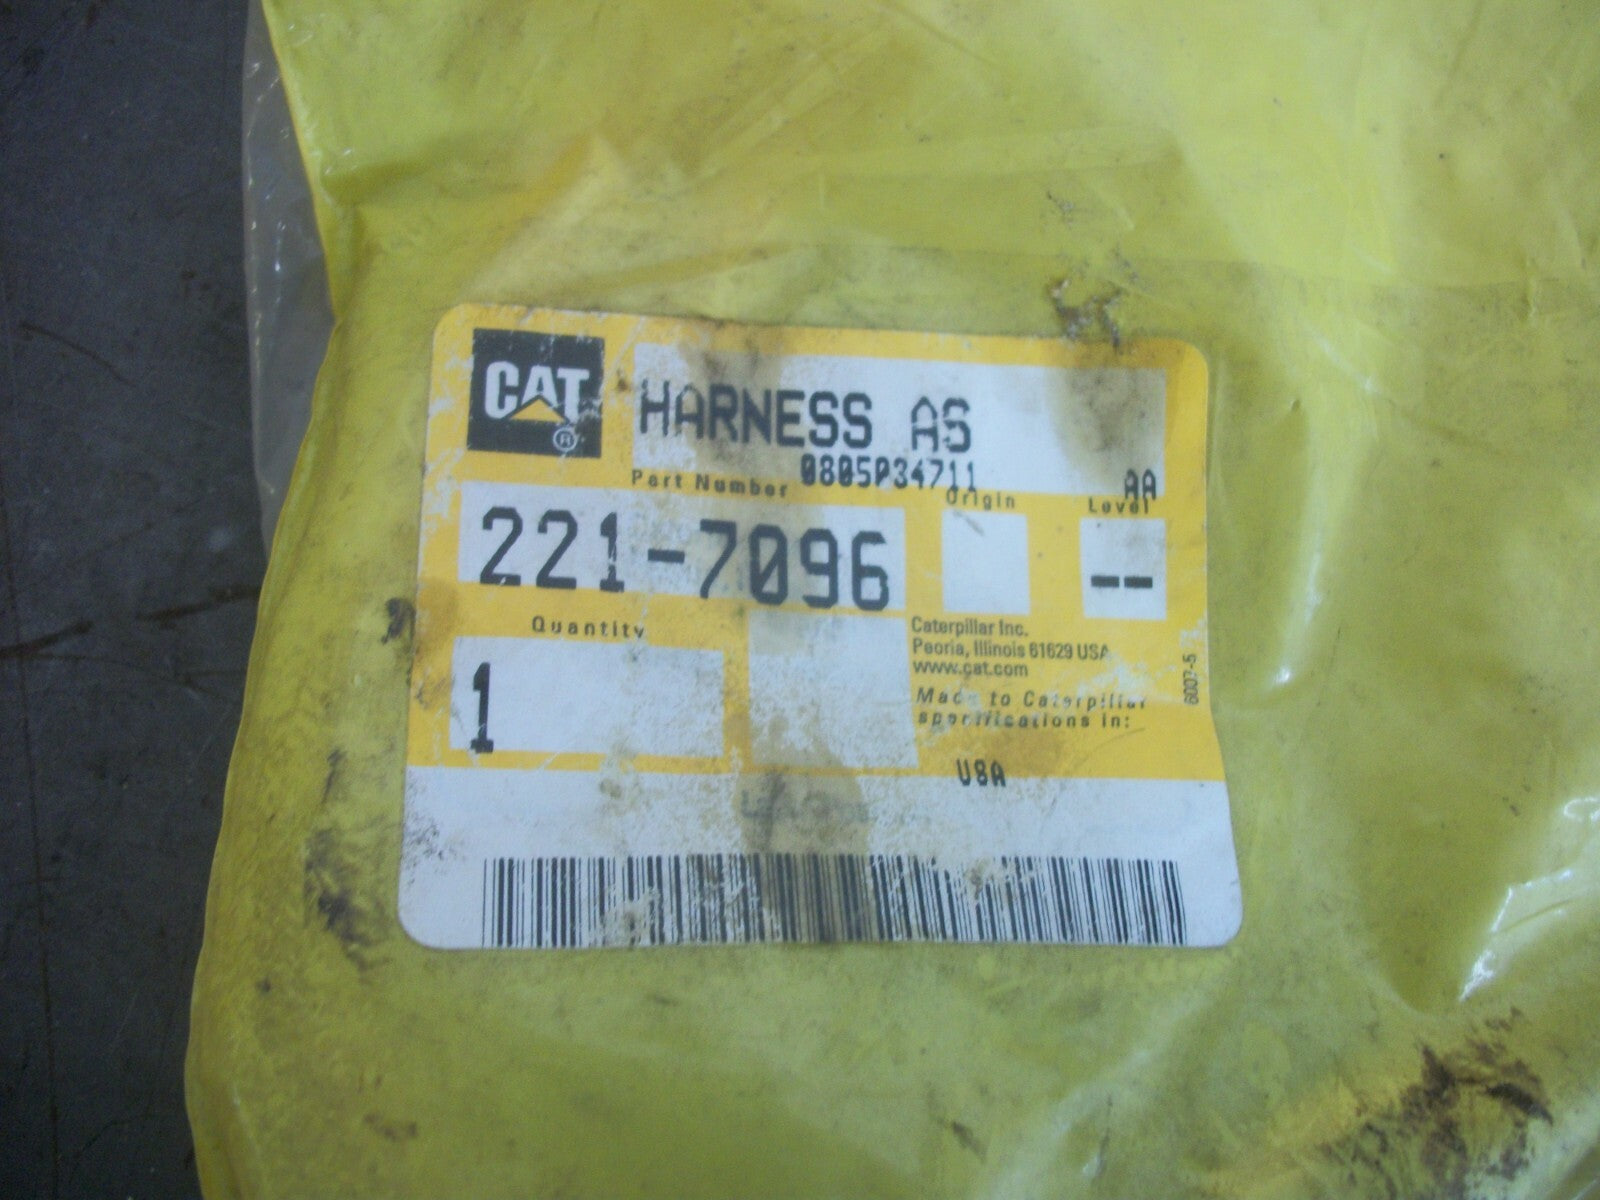 CAT
®
HARNESS AS
0805P34711 AA
Part Number Origin Level
221-7096 --
Quantity
1
Caterpillar Inc.
Peoria, Illinois 61629 USA
www.cat.com
Made to Caterpillar
specifications in:
USA
6007-5